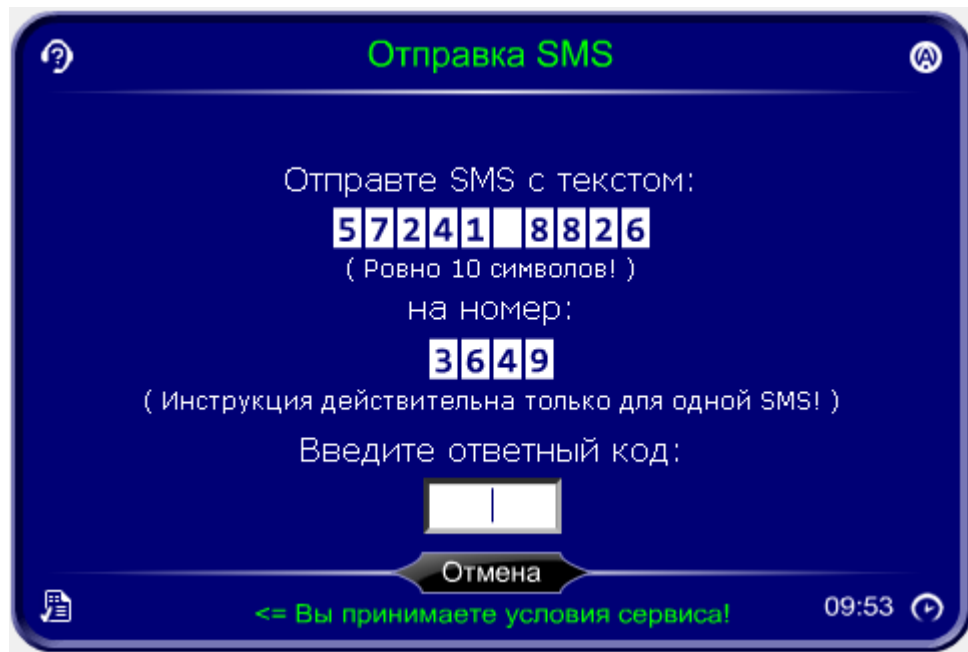 Отправка SMS
Отправте SMS с текстом:
57241 8826
( Ровно 10 символов! )
на номер:
3649
( Инструкция действительна только для одной SMS! )
Введите ответный код:
Отмена
<= Вы принимаете условия сервиса!
09:53